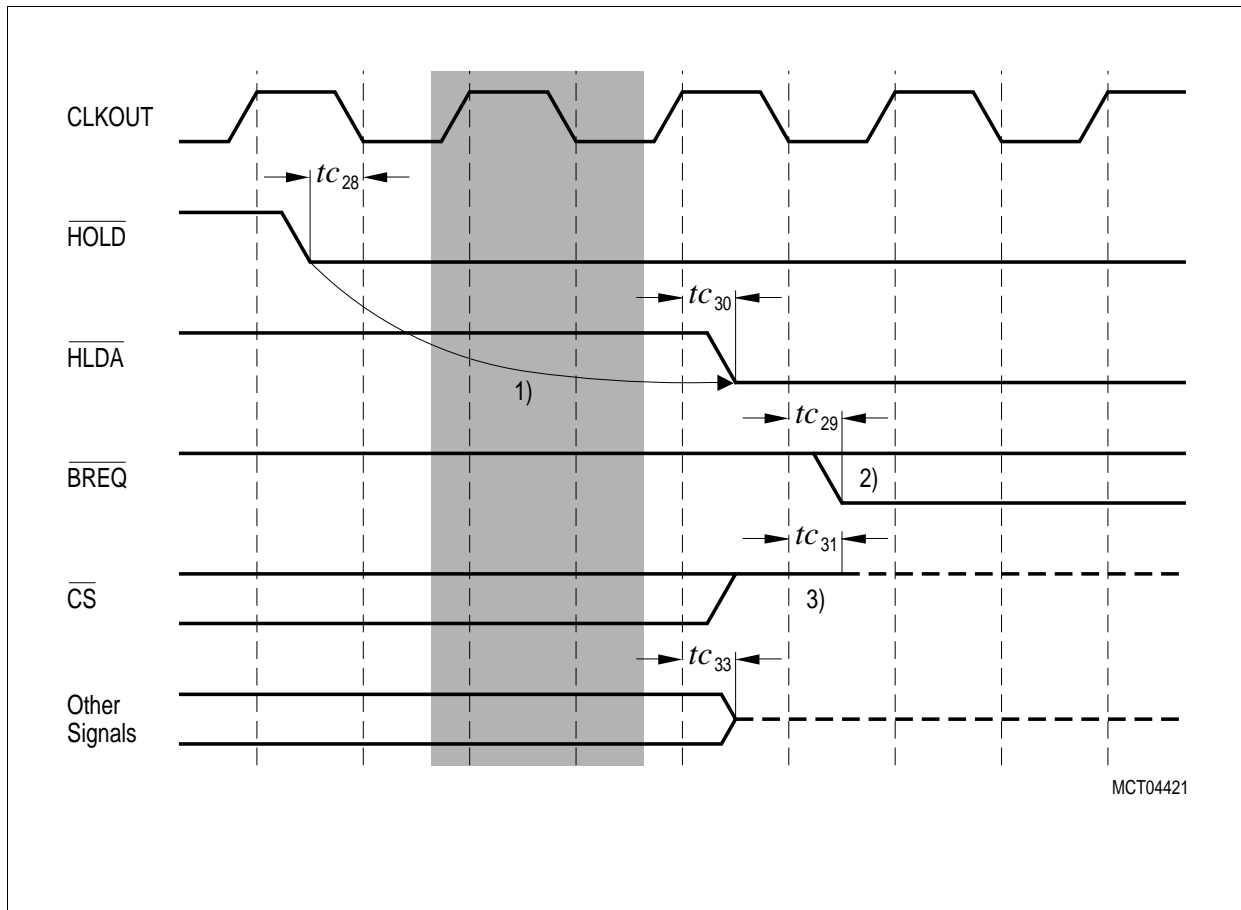 CLKOUT
tc28
HOLD
tc30
HLDA
1)
tc29
BREQ
2)
tc31
CS
3)
tc33
Other
Signals
MCT04421